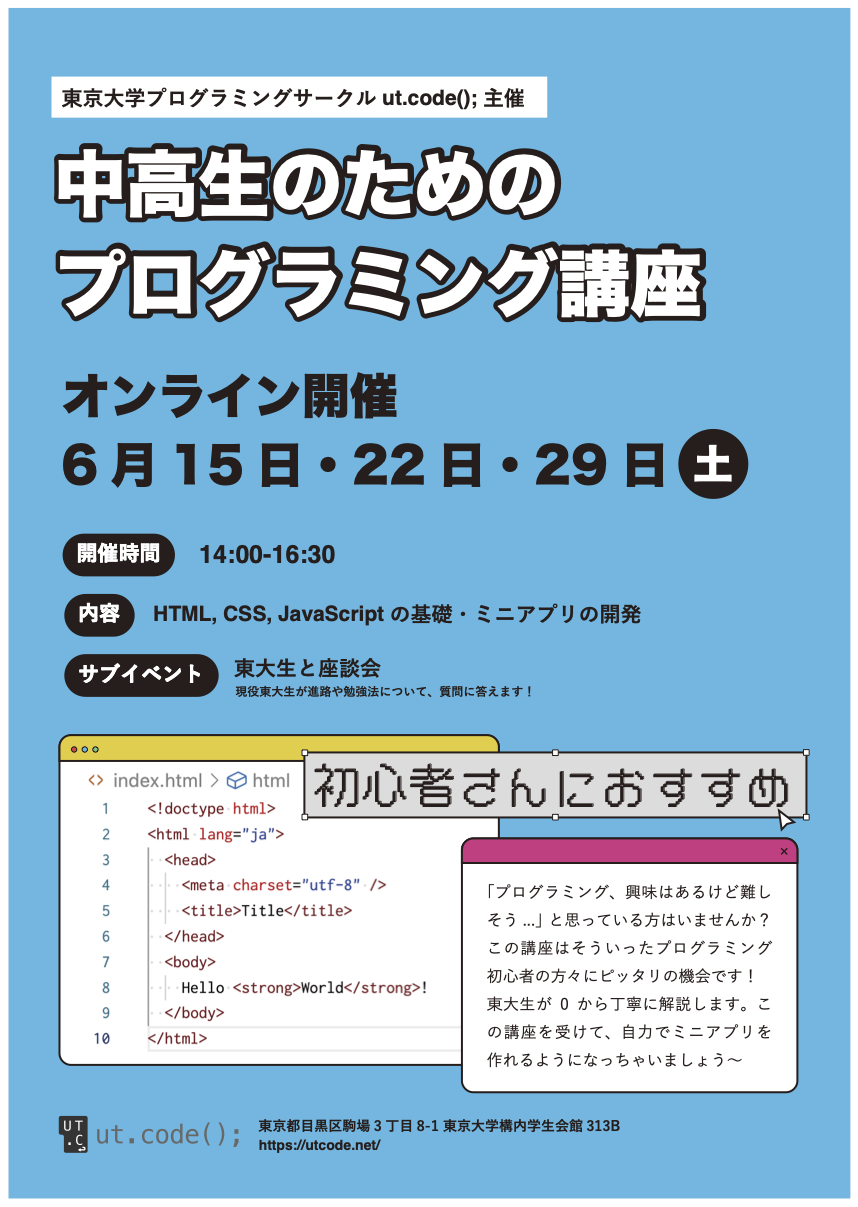 東京大学プログラミングサークル ut.code(); 主催
中高生のための
プログラミング講座
オンライン開催
6月15日・22日・29日 土
開催時間 14:00-16:30
内容 HTML, CSS, JavaScript の基礎・ミニアプリの開発
サブイベント 東大生と座談会
現役東大生が進路や勉強法について、質問に答えます！
初心者さんにおすすめ
<> index.html > html
1 <!doctype html>
2 <html lang="ja">
3 <head>
4 <meta charset="utf-8" />
5 <title>Title</title>
6 </head>
7 <body>
8 Hello <strong>World</strong>!
9 </body>
10 </html>
×
「プログラミング、興味はあるけど難し
そう ...」と思っている方はいませんか？
この講座はそういったプログラミング
初心者の方々にピッタリの機会です！
東大生が 0 から丁寧に解説します。こ
の講座を受けて、自力でミニアプリを
作れるようになっちゃいましょう〜
UT
.C
ut.code();
東京都目黒区駒場 3 丁目 8-1 東京大学構内学生会館 313B
https://utcode.net/